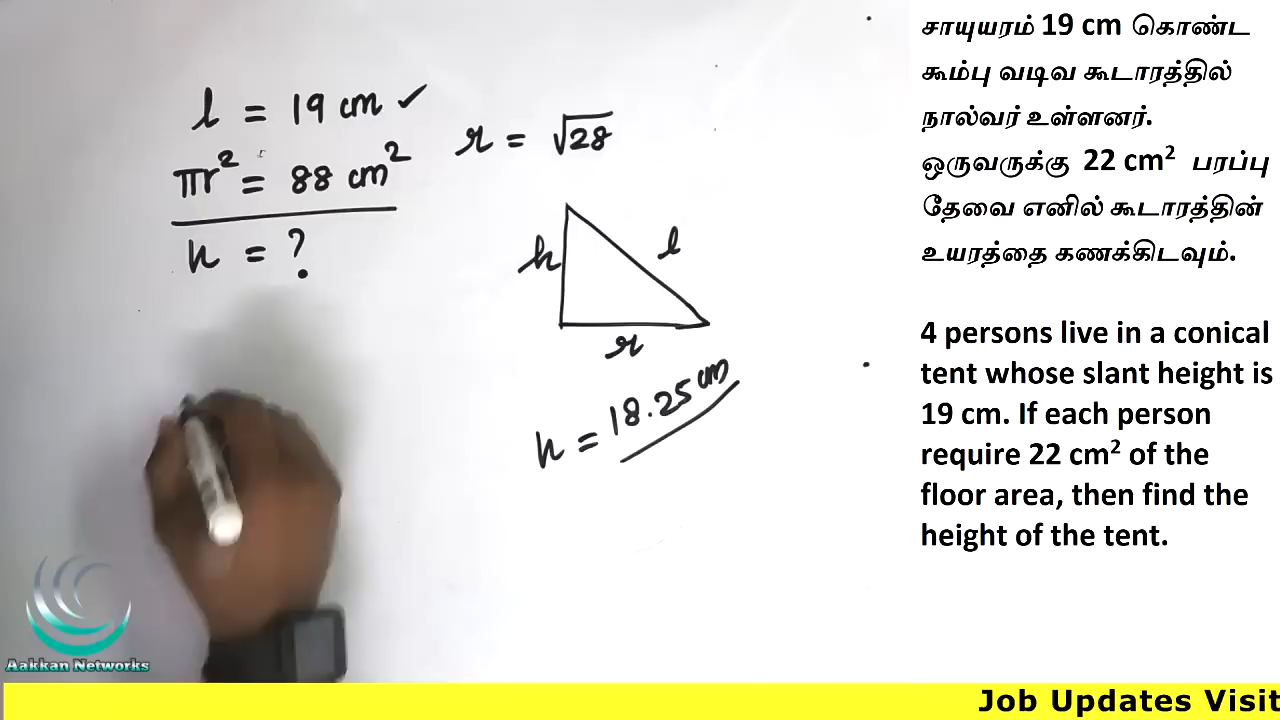 l = 19 cm ✓
πr² = 88 cm²
h = ?
r = √28
h
l
r
h = 18.25 cm
சாயுயரம் 19 cm கொண்ட
கூம்பு வடிவ கூடாரத்தில்
நால்வர் உள்ளனர்.
ஒருவருக்கு 22 cm² பரப்பு
தேவை எனில் கூடாரத்தின்
உயரத்தை கணக்கிடவும்.
4 persons live in a conical
tent whose slant height is
19 cm. If each person
require 22 cm² of the
floor area, then find the
height of the tent.
Aakkan Networks
Job Updates Visit